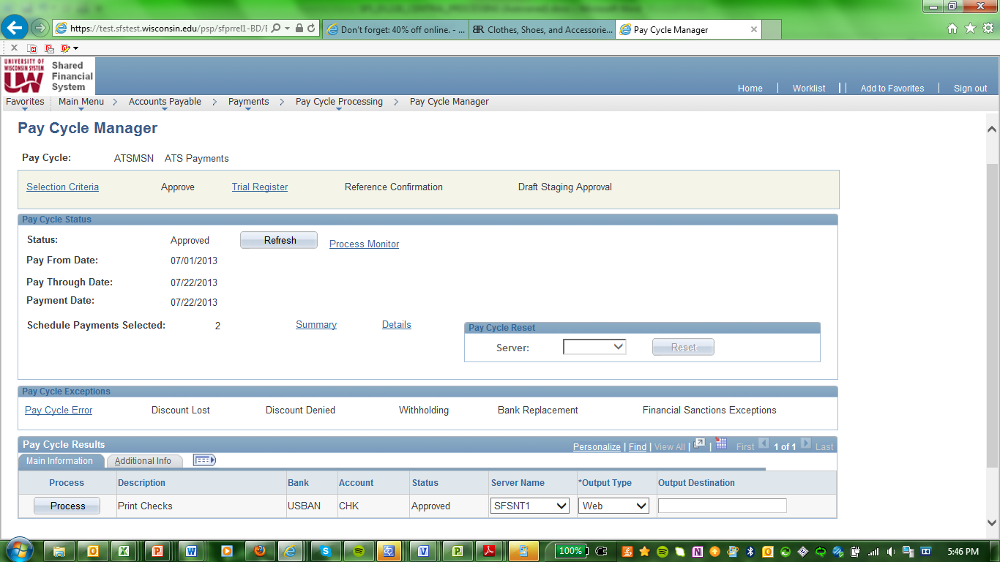 https://test.sfstest.wisconsin.edu/psp/sfprrel1-BD/
Don't forget: 40% off online. - ...
BR Clothes, Shoes, and Accessorie...
Pay Cycle Manager
UNIVERSITY OF WISCONSIN SYSTEM
UW
Shared Financial System
Home Worklist Add to Favorites Sign out
Favorites Main Menu > Accounts Payable > Payments > Pay Cycle Processing > Pay Cycle Manager
Pay Cycle Manager
Pay Cycle: ATSMSN ATS Payments
Selection Criteria Approve Trial Register Reference Confirmation Draft Staging Approval
Pay Cycle Status
Status: Approved Refresh Process Monitor
Pay From Date: 07/01/2013
Pay Through Date: 07/22/2013
Payment Date: 07/22/2013
Schedule Payments Selected: 2 Summary Details
Pay Cycle Reset
Server: Reset
Pay Cycle Exceptions
Pay Cycle Error Discount Lost Discount Denied Withholding Bank Replacement Financial Sanctions Exceptions
Pay Cycle Results Personalize | Find | View All | | First 1 of 1 Last
Main Information Additional Info
Process Description Bank Account Status Server Name *Output Type Output Destination
Process Print Checks USBAN CHK Approved SFSNT1 Web
100% 5:46 PM